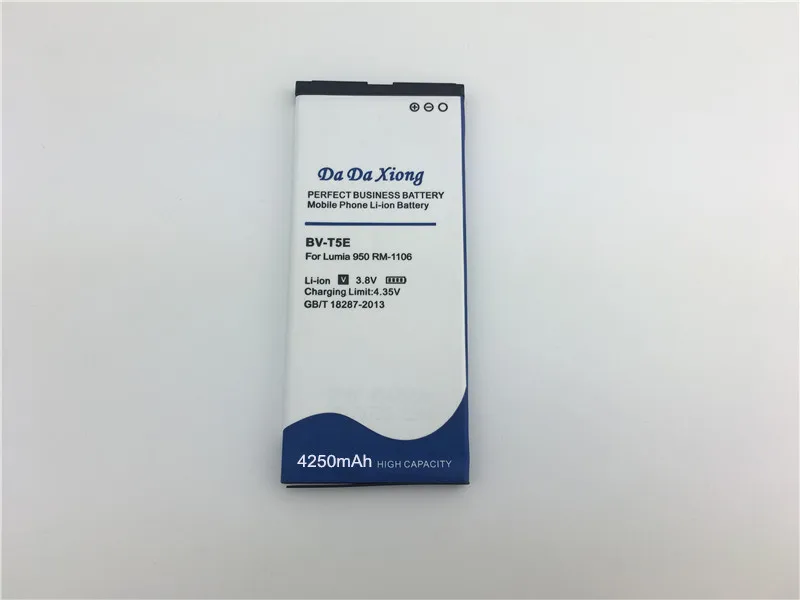 Da Da Xiong
PERFECT BUSINESS BATTERY
Mobile Phone Li-ion Battery
BV-T5E
For Lumia 950 RM-1106
Li-ion V 3.8V
Charging Limit:4.35V
GB/T 18287-2013
4250mAh HIGH CAPACITY